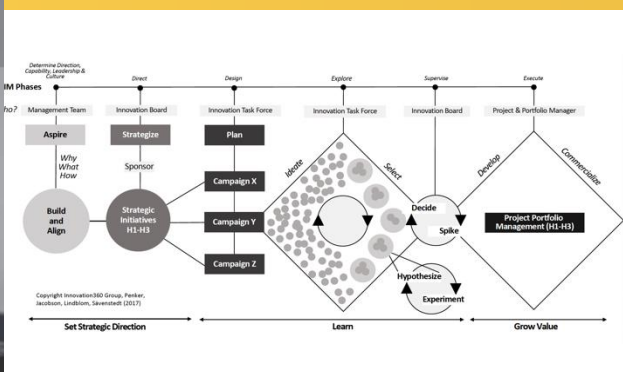 Determine Direction,
Capability, Leadership &
Culture
Direct
Design
Explore
Supervise
Execute
IM Phases
Who?
Management Team
Innovation Board
Innovation Task Force
Innovation Task Force
Innovation Board
Project & Portfolio Manager
Aspire
Strategize
Plan
Why
What
How
Sponsor
Ideate
Select
Develop
Commercialize
Build
and
Align
Strategic
Initiatives
H1-H3
Campaign X
Campaign Y
Campaign Z
Decide
Spike
Hypothesize
Experiment
Project Portfolio
Management (H1-H3)
Copyright Innovation360 Group, Penker,
Jacobson, Lindblom, Sävenstedt (2017)
Set Strategic Direction
Learn
Grow Value